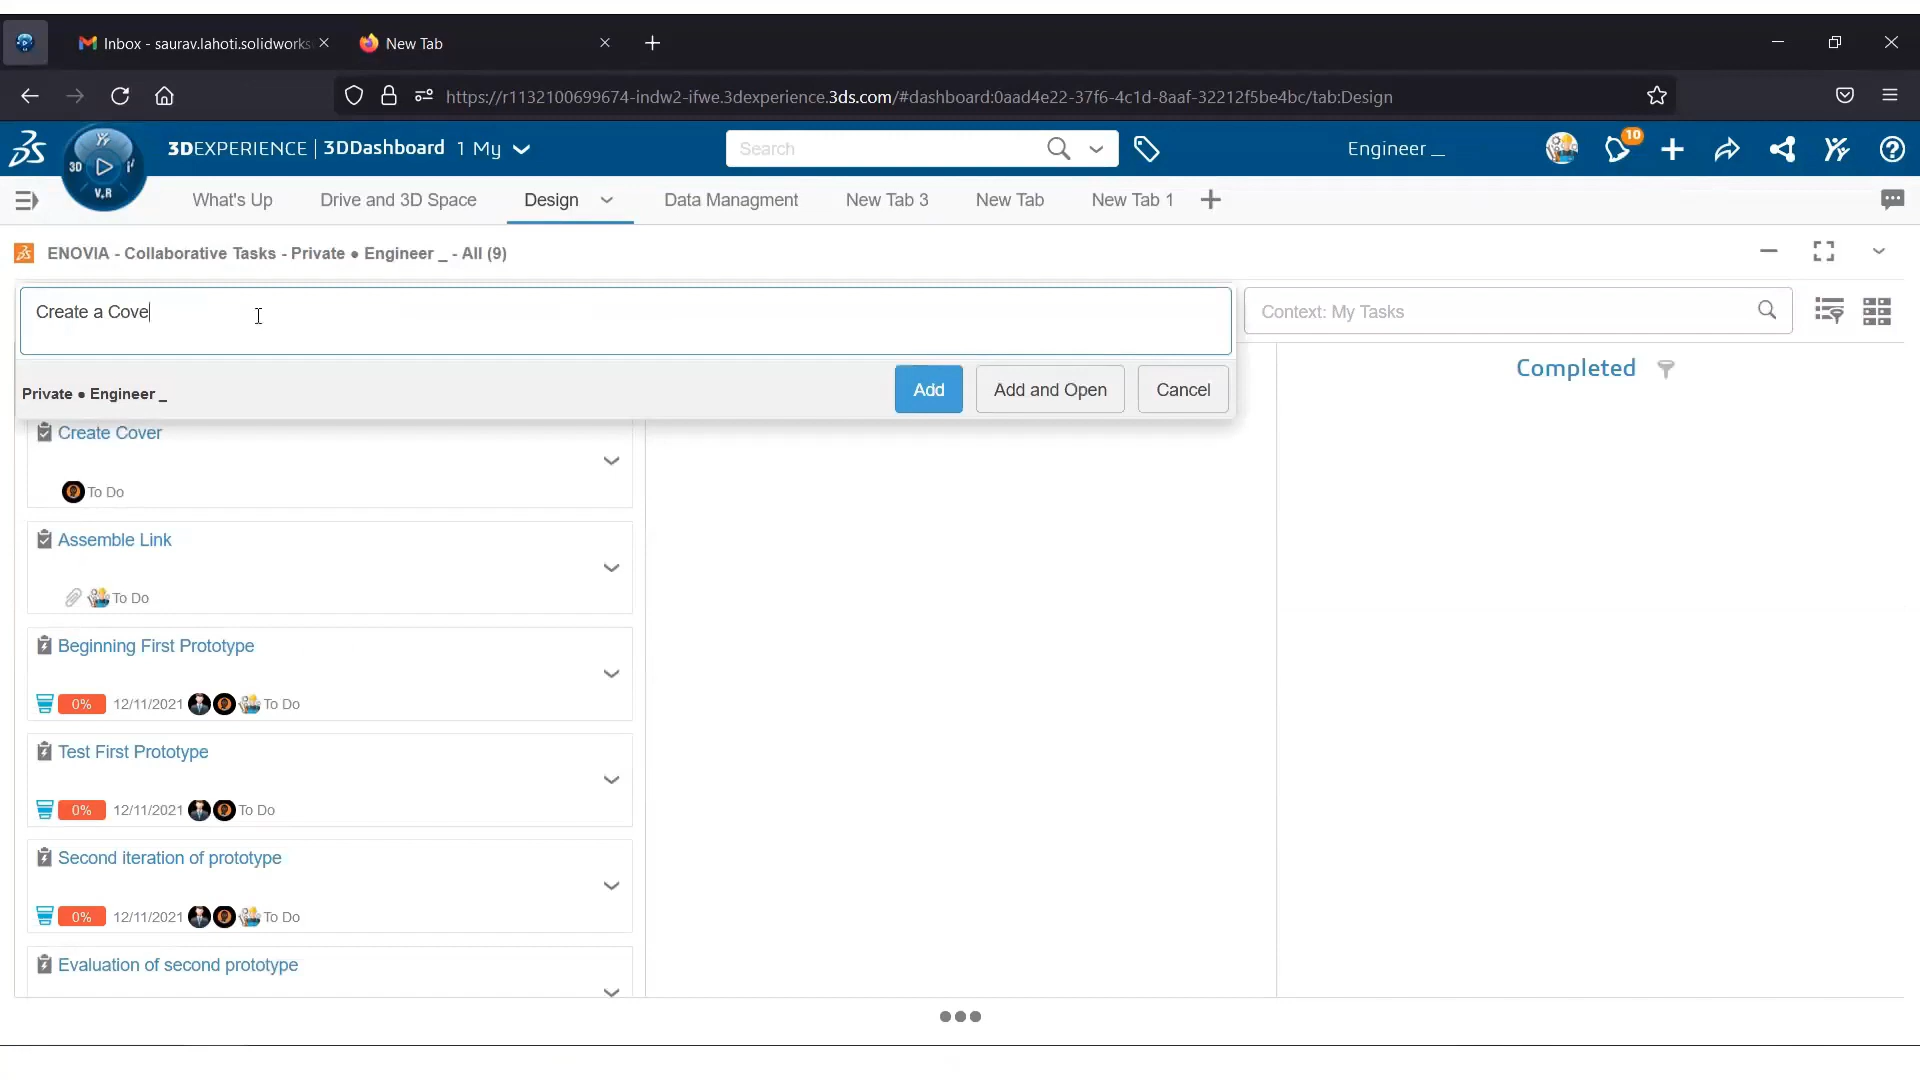 Inbox - saurav.lahoti.solidworks
New Tab
https://r1132100699674-indw2-ifwe.3dexperience.3ds.com/#dashboard:0aad4e22-37f6-4c1d-8aaf-32212f5be4bc/tab:Design
3D
V,R
3DEXPERIENCE | 3DDashboard 1 My
Search
Engineer _
10
What's Up
Drive and 3D Space
Design
Data Managment
New Tab 3
New Tab
New Tab 1
ENOVIA - Collaborative Tasks - Private ● Engineer _ - All (9)
Create a Cove
Context: My Tasks
Private ● Engineer _
Add
Add and Open
Cancel
Completed
Create Cover
To Do
Assemble Link
To Do
Beginning First Prototype
0% 12/11/2021 To Do
Test First Prototype
0% 12/11/2021 To Do
Second iteration of prototype
0% 12/11/2021 To Do
Evaluation of second prototype